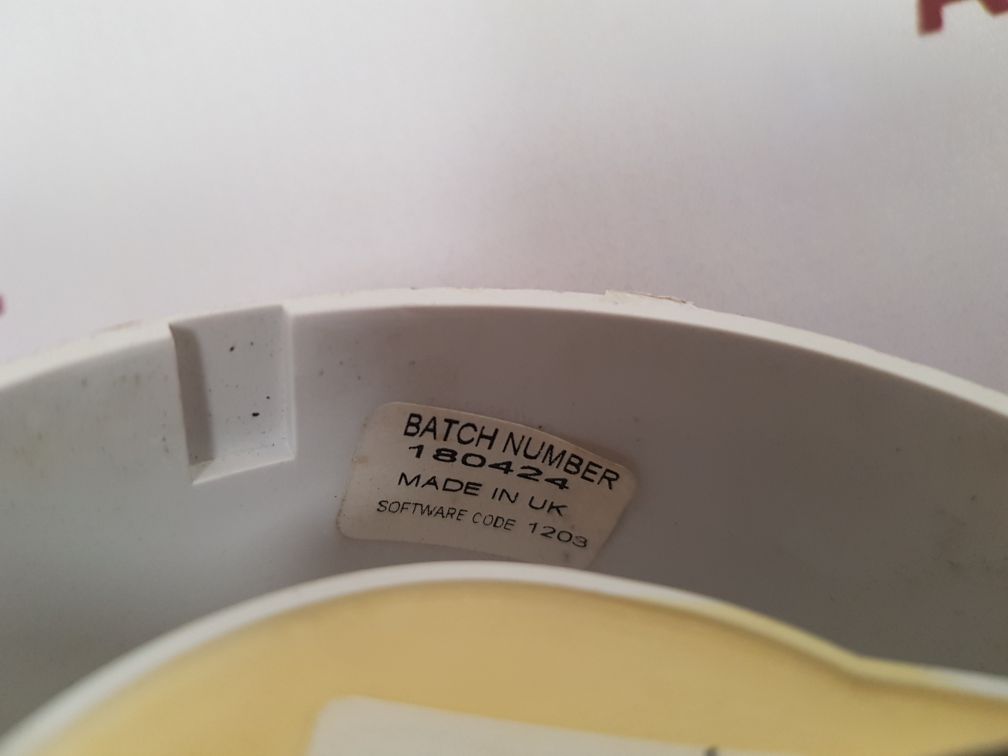 BATCH NUMBER
180424
MADE IN UK
SOFTWARE CODE 1203